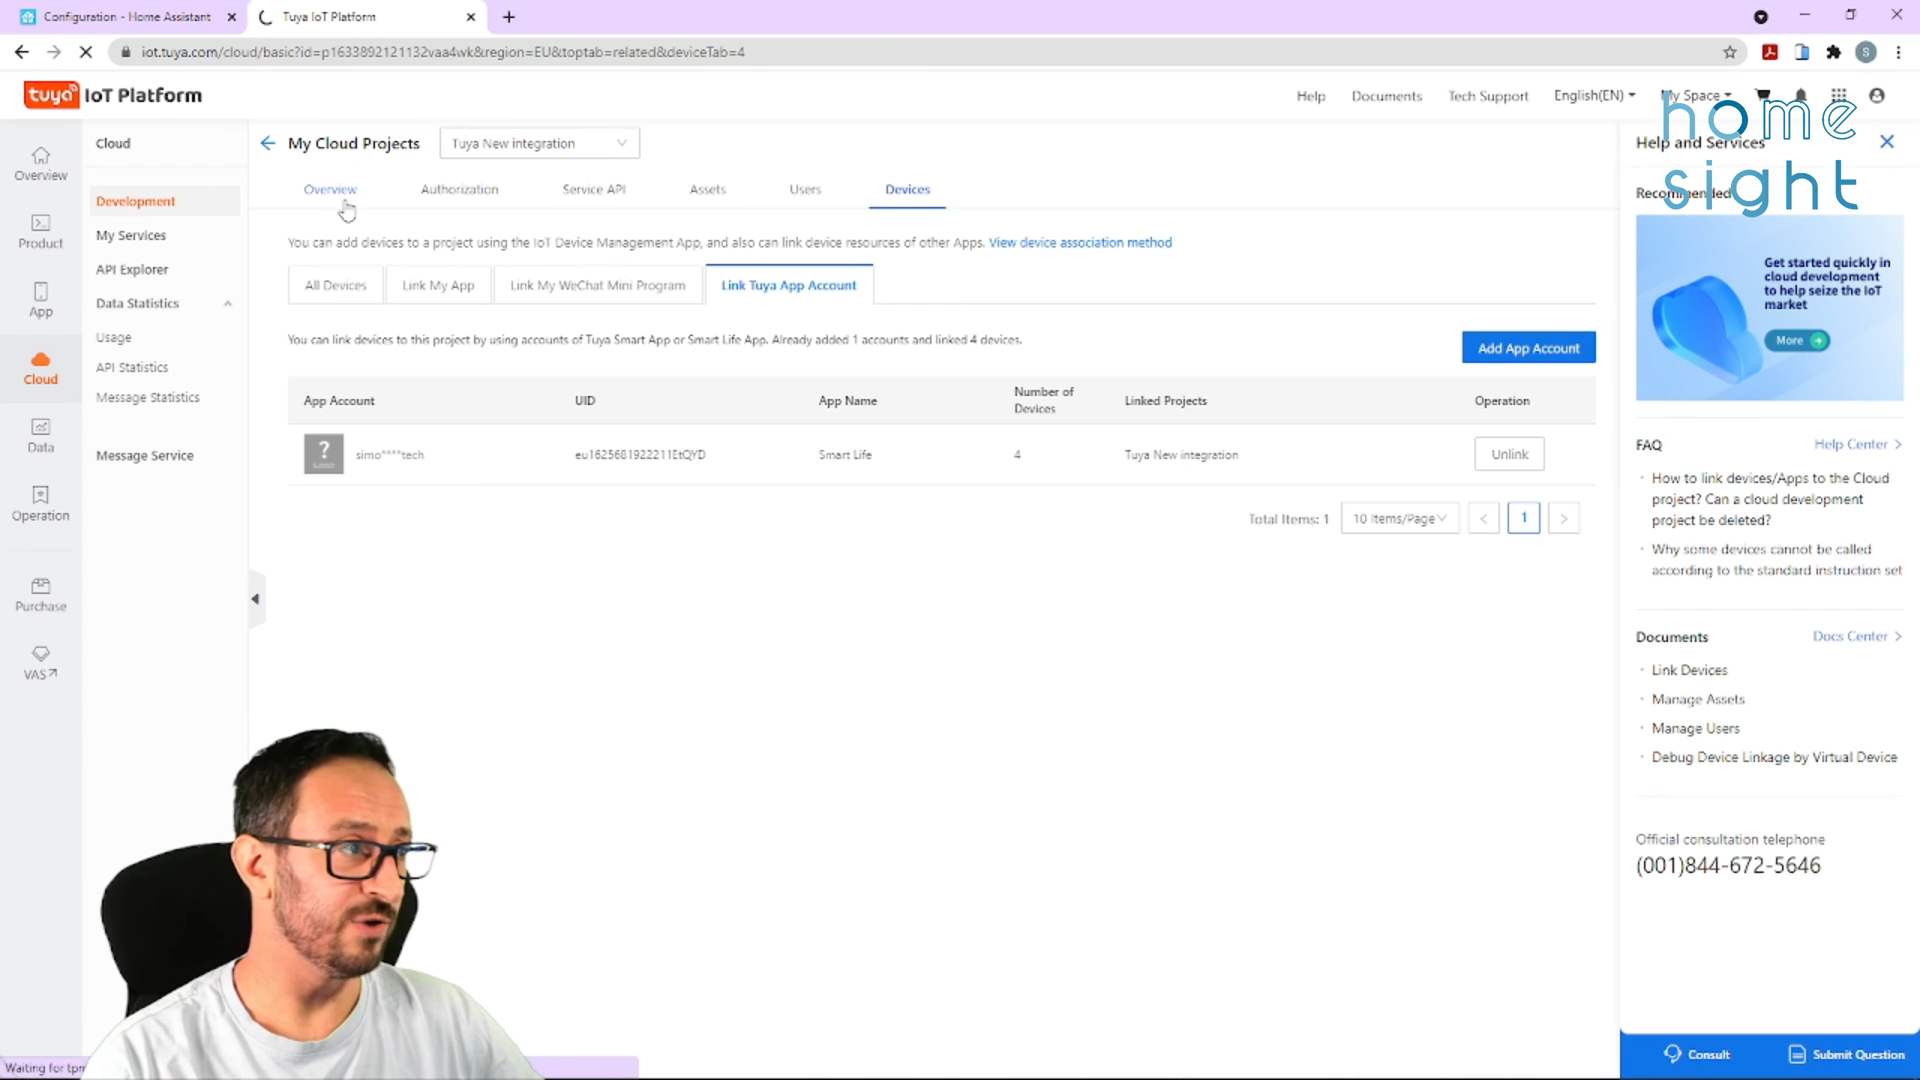 Configuration - Home Assistant
Tuya IoT Platform
iot.tuya.com/cloud/basic?id=p1633892121132vaa4wk&region=EU&toptab=related&deviceTab=4
S
tuya IoT Platform
Help
Documents
Tech Support
English(EN)
My Space
home
sight
Overview
Product
App
Cloud
Data
Operation
Purchase
VAS
Cloud
Development
My Services
API Explorer
Data Statistics
Usage
API Statistics
Message Statistics
Message Service
My Cloud Projects
Tuya New integration
Overview
Authorization
Service API
Assets
Users
Devices
You can add devices to a project using the IoT Device Management App, and also can link device resources of other Apps. View device association method
All Devices
Link My App
Link My WeChat Mini Program
Link Tuya App Account
You can link devices to this project by using accounts of Tuya Smart App or Smart Life App. Already added 1 accounts and linked 4 devices.
Add App Account
App Account
UID
App Name
Number of
Devices
Linked Projects
Operation
?
simo****tech
eu1625681922211EtQYD
Smart Life
4
Tuya New integration
Unlink
Total Items: 1
10 Items/Page
1
Help and Services
Recommended
Get started quickly in
cloud development
to help seize the IoT
market
More
FAQ
Help Center
How to link devices/Apps to the Cloud
project? Can a cloud development
project be deleted?
Why some devices cannot be called
according to the standard instruction set
Documents
Docs Center
Link Devices
Manage Assets
Manage Users
Debug Device Linkage by Virtual Device
Official consultation telephone
(001)844-672-5646
Consult
Submit Question
Waiting for tpm